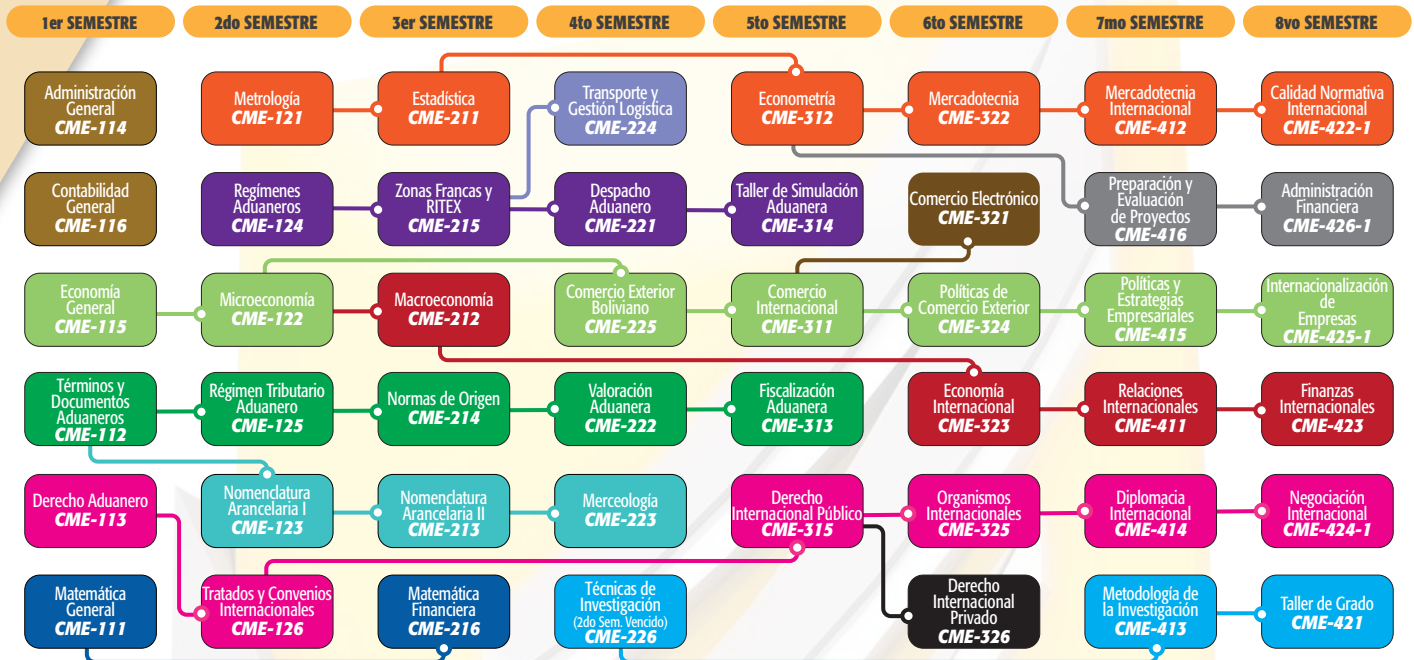 1er SEMESTRE
2do SEMESTRE
3er SEMESTRE
4to SEMESTRE
5to SEMESTRE
6to SEMESTRE
7mo SEMESTRE
8vo SEMESTRE
Administración
General
CME-114
Metrología
CME-121
Estadística
CME-211
Transporte y
Gestión Logística
CME-224
Econometría
CME-312
Mercadotecnia
CME-322
Mercadotecnia
Internacional
CME-412
Calidad Normativa
Internacional
CME-422-1
Contabilidad
General
CME-116
Regímenes
Aduaneros
CME-124
Zonas Francas y
RITEX
CME-215
Despacho
Aduanero
CME-221
Taller de Simulación
Aduanera
CME-314
Comercio Electrónico
CME-321
Preparación y
Evaluación
de Proyectos
CME-416
Administración
Financiera
CME-426-1
Economía
General
CME-115
Microeconomía
CME-122
Macroeconomía
CME-212
Comercio Exterior
Boliviano
CME-225
Comercio
Internacional
CME-311
Políticas de
Comercio Exterior
CME-324
Políticas y
Estrategias
Empresariales
CME-415
Internacionalización
de
Empresas
CME-425-1
Términos y
Documentos
Aduaneros
CME-112
Régimen Tributario
Aduanero
CME-125
Normas de Origen
CME-214
Valoración
Aduanera
CME-222
Fiscalización
Aduanera
CME-313
Economía
Internacional
CME-323
Relaciones
Internacionales
CME-411
Finanzas
Internacionales
CME-423
Derecho Aduanero
CME-113
Nomenclatura
Arancelaria I
CME-123
Nomenclatura
Arancelaria II
CME-213
Merceología
CME-223
Derecho
Internacional Público
CME-315
Organismos
Internacionales
CME-325
Diplomacia
Internacional
CME-414
Negociación
Internacional
CME-424-1
Matemática
General
CME-111
Tratados y Convenios
Internacionales
CME-126
Matemática
Financiera
CME-216
Técnicas de
Investigación
(2do Sem. Vencido)
CME-226
Derecho
Internacional
Privado
CME-326
Metodología de
la Investigación
CME-413
Taller de Grado
CME-421